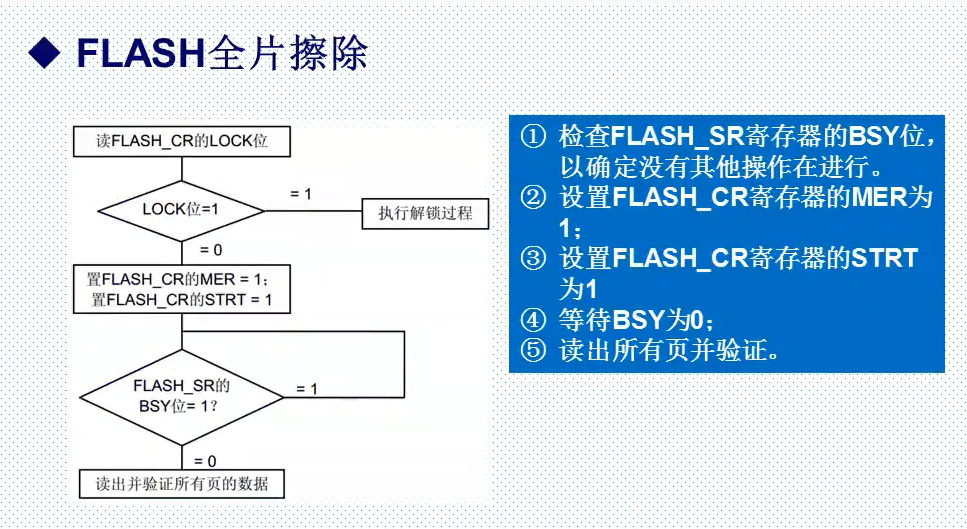 ◆ FLASH全片擦除
读FLASH_CR的LOCK位
LOCK位=1
= 1
执行解锁过程
= 0
置FLASH_CR的MER = 1;
置FLASH_CR的STRT = 1
FLASH_SR的
BSY位= 1?
= 1
= 0
读出并验证所有页的数据
① 检查FLASH_SR寄存器的BSY位，
以确定没有其他操作在进行。
② 设置FLASH_CR寄存器的MER为
1；
③ 设置FLASH_CR寄存器的STRT
为1
④ 等待BSY为0；
⑤ 读出所有页并验证。